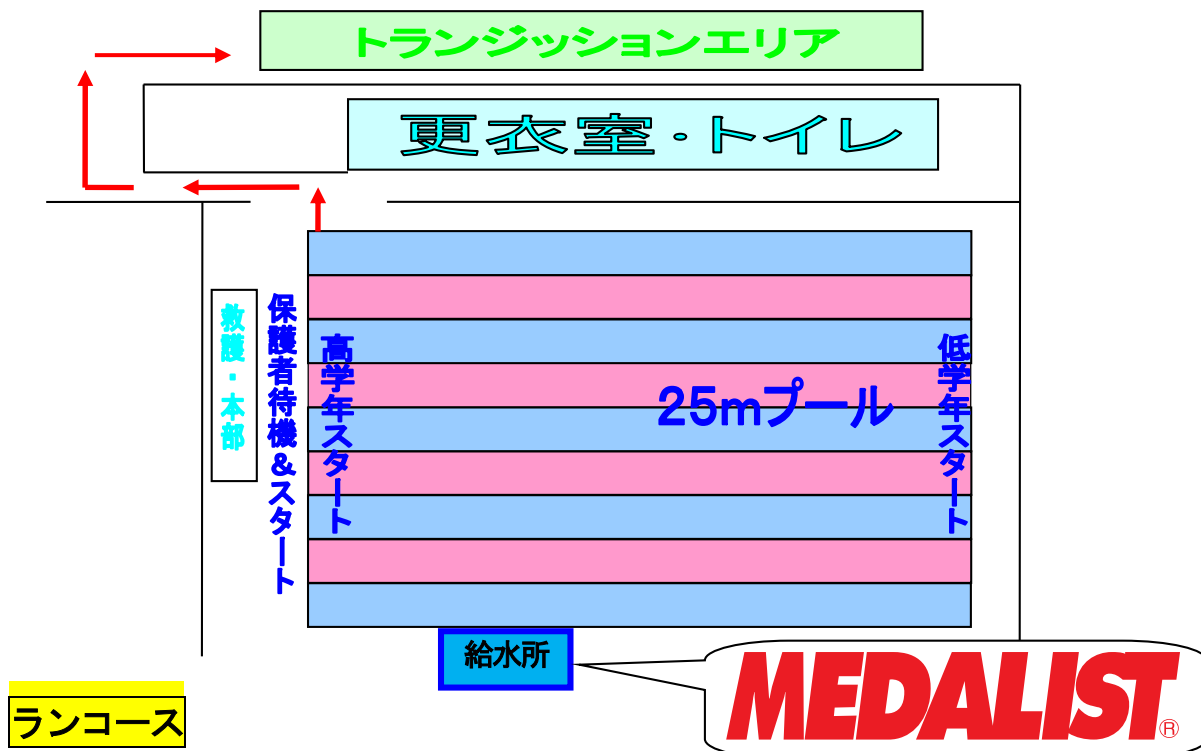 トランジッションエリア
更衣室・トイレ
救護・本部
保護者待機&スタート
高学年スタート
25mプール
低学年スタート
給水所
MEDALIST®
ランコース